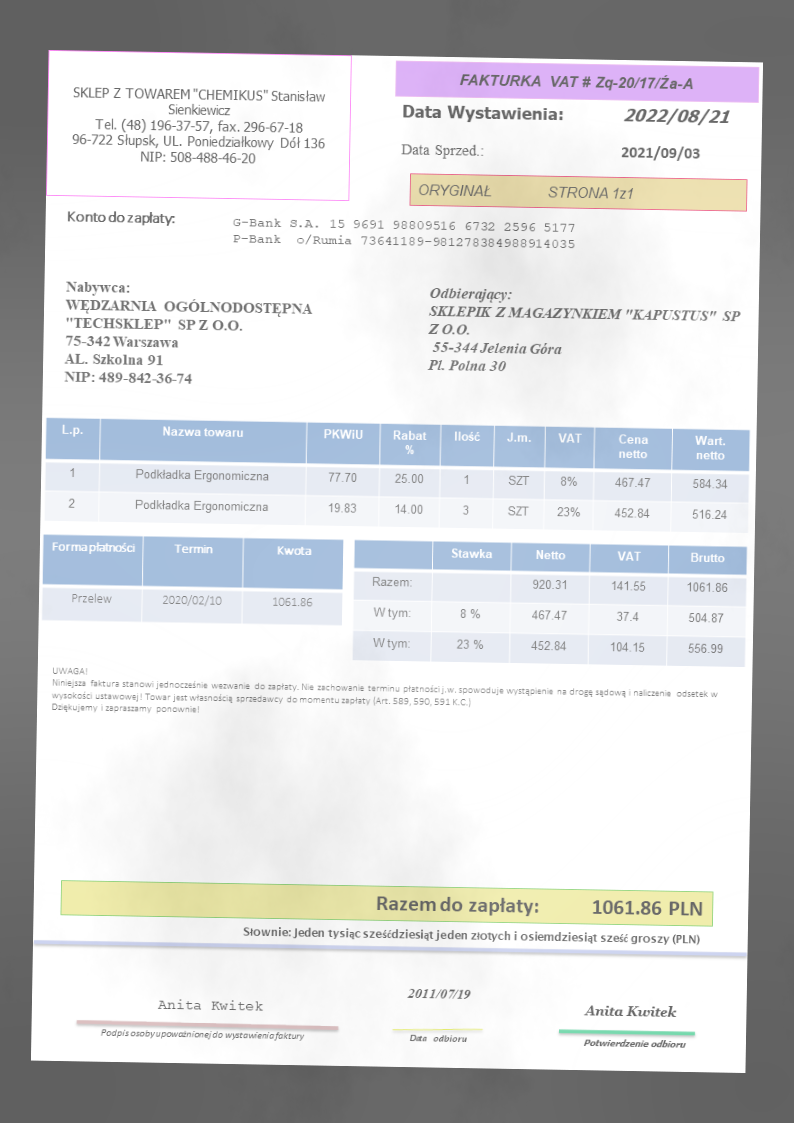 SKLEP Z TOWAREM "CHEMIKUS" Stanisław
Sienkiewicz
Tel. (48) 196-37-57, fax. 296-67-18
96-722 Słupsk, UL. Poniedziałkowy Dół 136
NIP: 508-488-46-20
FAKTURKA VAT # Zq-20/17/Źa-A
Data Wystawienia: 2022/08/21
Data Sprzed.: 2021/09/03
ORYGINAŁ STRONA 1z1
Konto do zapłaty: G-Bank S.A. 15 9691 98809516 6732 2596 5177
P-Bank o/Rumia 73641189-981278384988914035
Nabywca:
WĘDZARNIA OGÓLNODOSTĘPNA
"TECHSKLEP" SP Z O.O.
75-342 Warszawa
AL. Szkolna 91
NIP: 489-842-36-74
Odbierający:
SKLEPIK Z MAGAZYNKIEM "KAPUSTUS" SP
Z O.O.
55-344 Jelenia Góra
Pl. Polna 30
L.p. Nazwa towaru PKWiU Rabat % Ilość J.m. VAT Cena netto Wart. netto
1 Podkładka Ergonomiczna 77.70 25.00 1 SZT 8% 467.47 584.34
2 Podkładka Ergonomiczna 19.83 14.00 3 SZT 23% 452.84 516.24
Forma płatności Termin Kwota
Przelew 2020/02/10 1061.86
Stawka Netto VAT Brutto
Razem: 920.31 141.55 1061.86
W tym: 8 % 467.47 37.4 504.87
W tym: 23 % 452.84 104.15 556.99
UWAGA!
Niniejsza faktura stanowi jednocześnie wezwanie do zapłaty. Nie zachowanie terminu płatności j.w. spowoduje wystąpienie na drogę sądową i naliczenie odsetek w
wysokości ustawowej! Towar jest własnością sprzedawcy do momentu zapłaty (Art. 589, 590, 591 K.C.)
Dziękujemy i zapraszamy ponownie!
Razem do zapłaty: 1061.86 PLN
Słownie: Jeden tysiąc sześćdziesiąt jeden złotych i osiemdziesiąt sześć groszy (PLN)
Anita Kwitek
Podpis osoby upoważnionej do wystawienia faktury
2011/07/19
Data odbioru
Anita Kwitek
Potwierdzenie odbioru